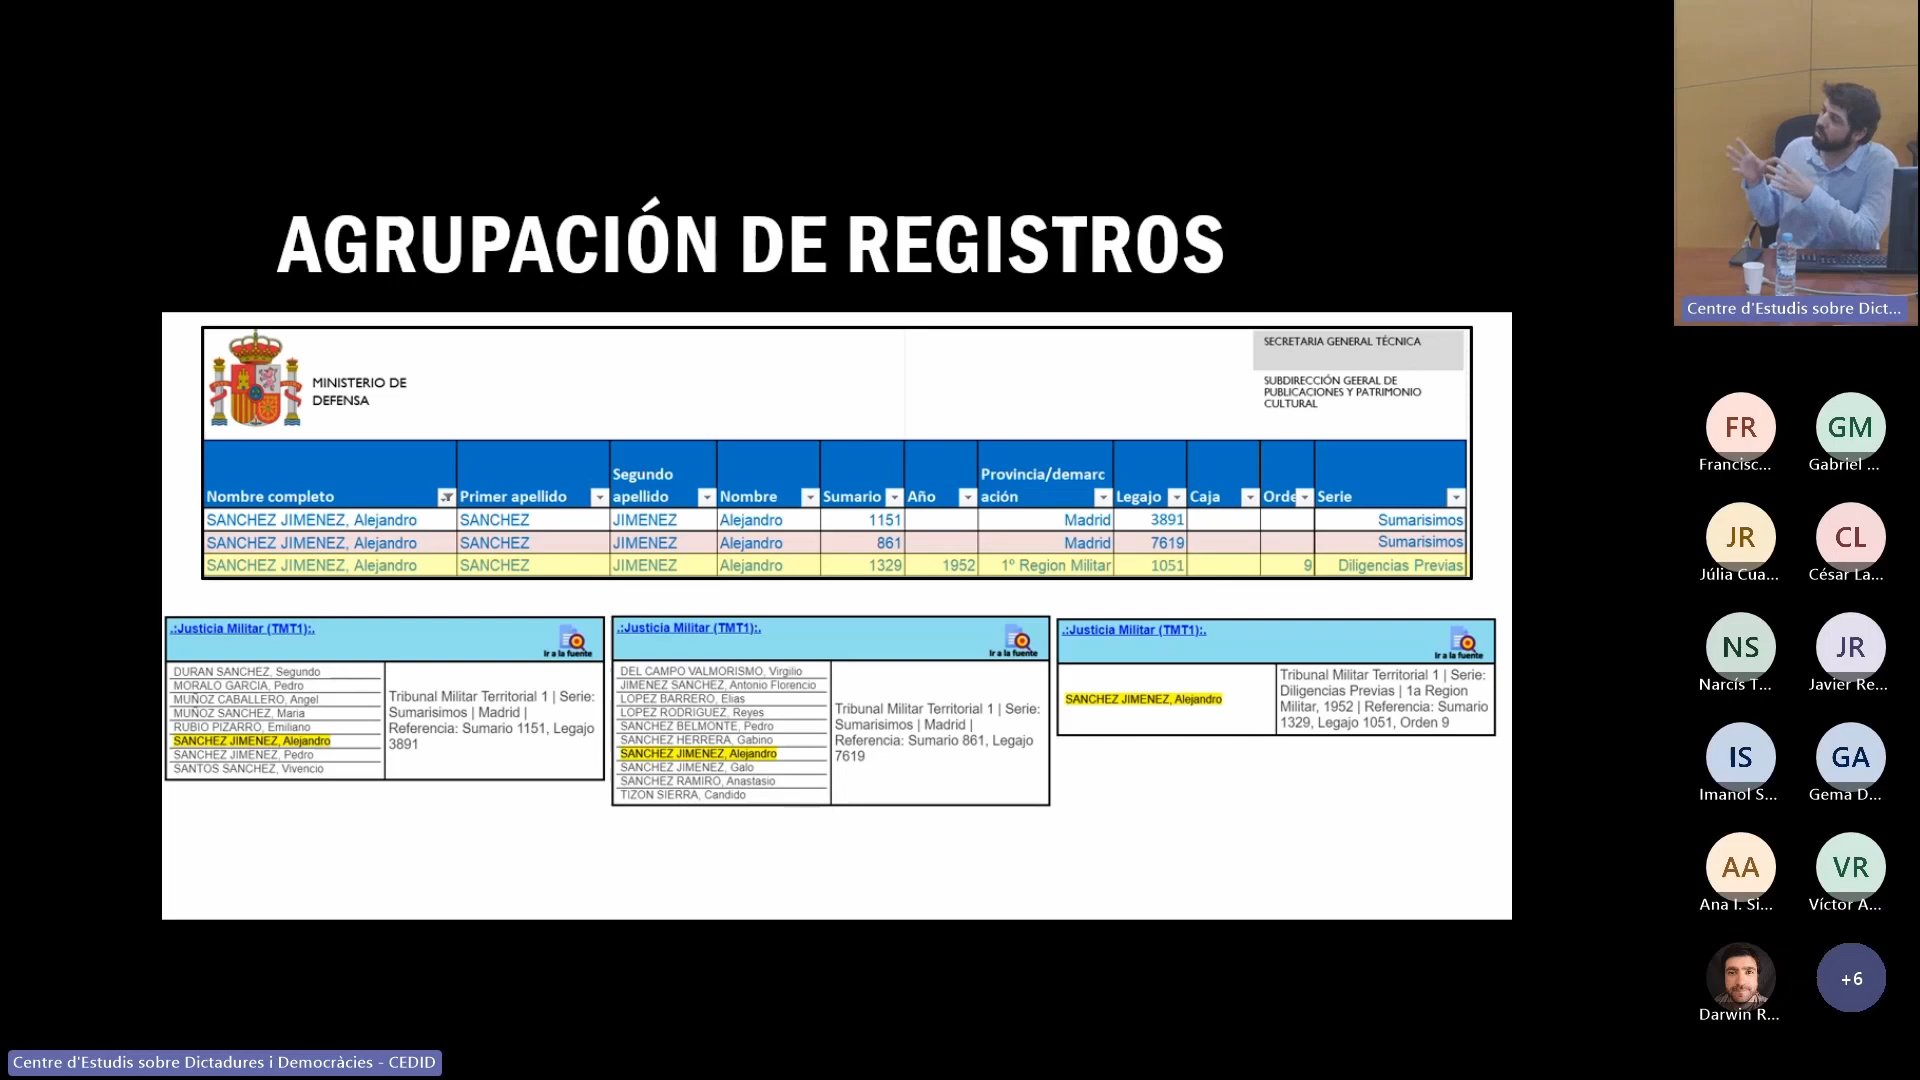 AGRUPACIÓN DE REGISTROS
MINISTERIO DE
DEFENSA
SECRETARIA GENERAL TÉCNICA
SUBDIRECCIÓN GEERAL DE
PUBLICACIONES Y PATRIMONIO
CULTURAL
Nombre completo Primer apellido Segundo apellido Nombre Sumario Año Provincia/demarcación Legajo Caja Orde Serie
SANCHEZ JIMENEZ, Alejandro SANCHEZ JIMENEZ Alejandro 1151 Madrid 3891 Sumarisimos
SANCHEZ JIMENEZ, Alejandro SANCHEZ JIMENEZ Alejandro 861 Madrid 7619 Sumarisimos
SANCHEZ JIMENEZ, Alejandro SANCHEZ JIMENEZ Alejandro 1329 1952 1º Region Militar 1051 9 Diligencias Previas
.:Justicia Militar (TMT1):.
Ir a la fuente
DURAN SANCHEZ, Segundo
MORALO GARCIA, Pedro
MUÑOZ CABALLERO, Angel
MUÑOZ SANCHEZ, Maria
RUBIO PIZARRO, Emiliano
SANCHEZ JIMENEZ, Alejandro
SANCHEZ JIMENEZ, Pedro
SANTOS SANCHEZ, Vivencio
Tribunal Militar Territorial 1 | Serie:
Sumarisimos | Madrid |
Referencia: Sumario 1151, Legajo
3891
.:Justicia Militar (TMT1):.
Ir a la fuente
DEL CAMPO VALMORISMO, Virgilio
JIMENEZ SANCHEZ, Antonio Florencio
LOPEZ BARRERO, Elias
LOPEZ RODRIGUEZ, Reyes
SANCHEZ BELMONTE, Pedro
SANCHEZ HERRERA, Gabino
SANCHEZ JIMENEZ, Alejandro
SANCHEZ JIMENEZ, Galo
SANCHEZ RAMIRO, Anastasio
TIZON SIERRA, Candido
Tribunal Militar Territorial 1 | Serie:
Sumarisimos | Madrid |
Referencia: Sumario 861, Legajo
7619
.:Justicia Militar (TMT1):.
Ir a la fuente
SANCHEZ JIMENEZ, Alejandro
Tribunal Militar Territorial 1 | Serie:
Diligencias Previas | 1a Region
Militar, 1952 | Referencia: Sumario
1329, Legajo 1051, Orden 9
Centre d'Estudis sobre Dict...
FR GM
Francisc... Gabriel ...
JR CL
Júlia Cua... César La...
NS JR
Narcís T... Javier Re...
IS GA
Imanol S... Gema D...
AA VR
Ana I. Si... Víctor A...
+6
Darwin R...
Centre d'Estudis sobre Dictadures i Democràcies - CEDID